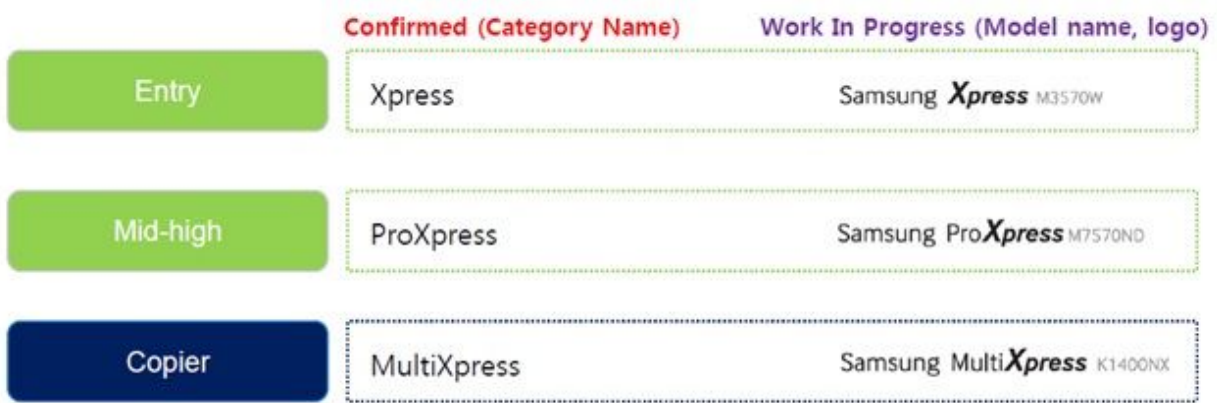 Confirmed (Category Name) Work In Progress (Model name, logo)
Entry Xpress Samsung Xpress M3570W
Mid-high ProXpress Samsung ProXpress M7570ND
Copier MultiXpress Samsung MultiXpress K1400NX